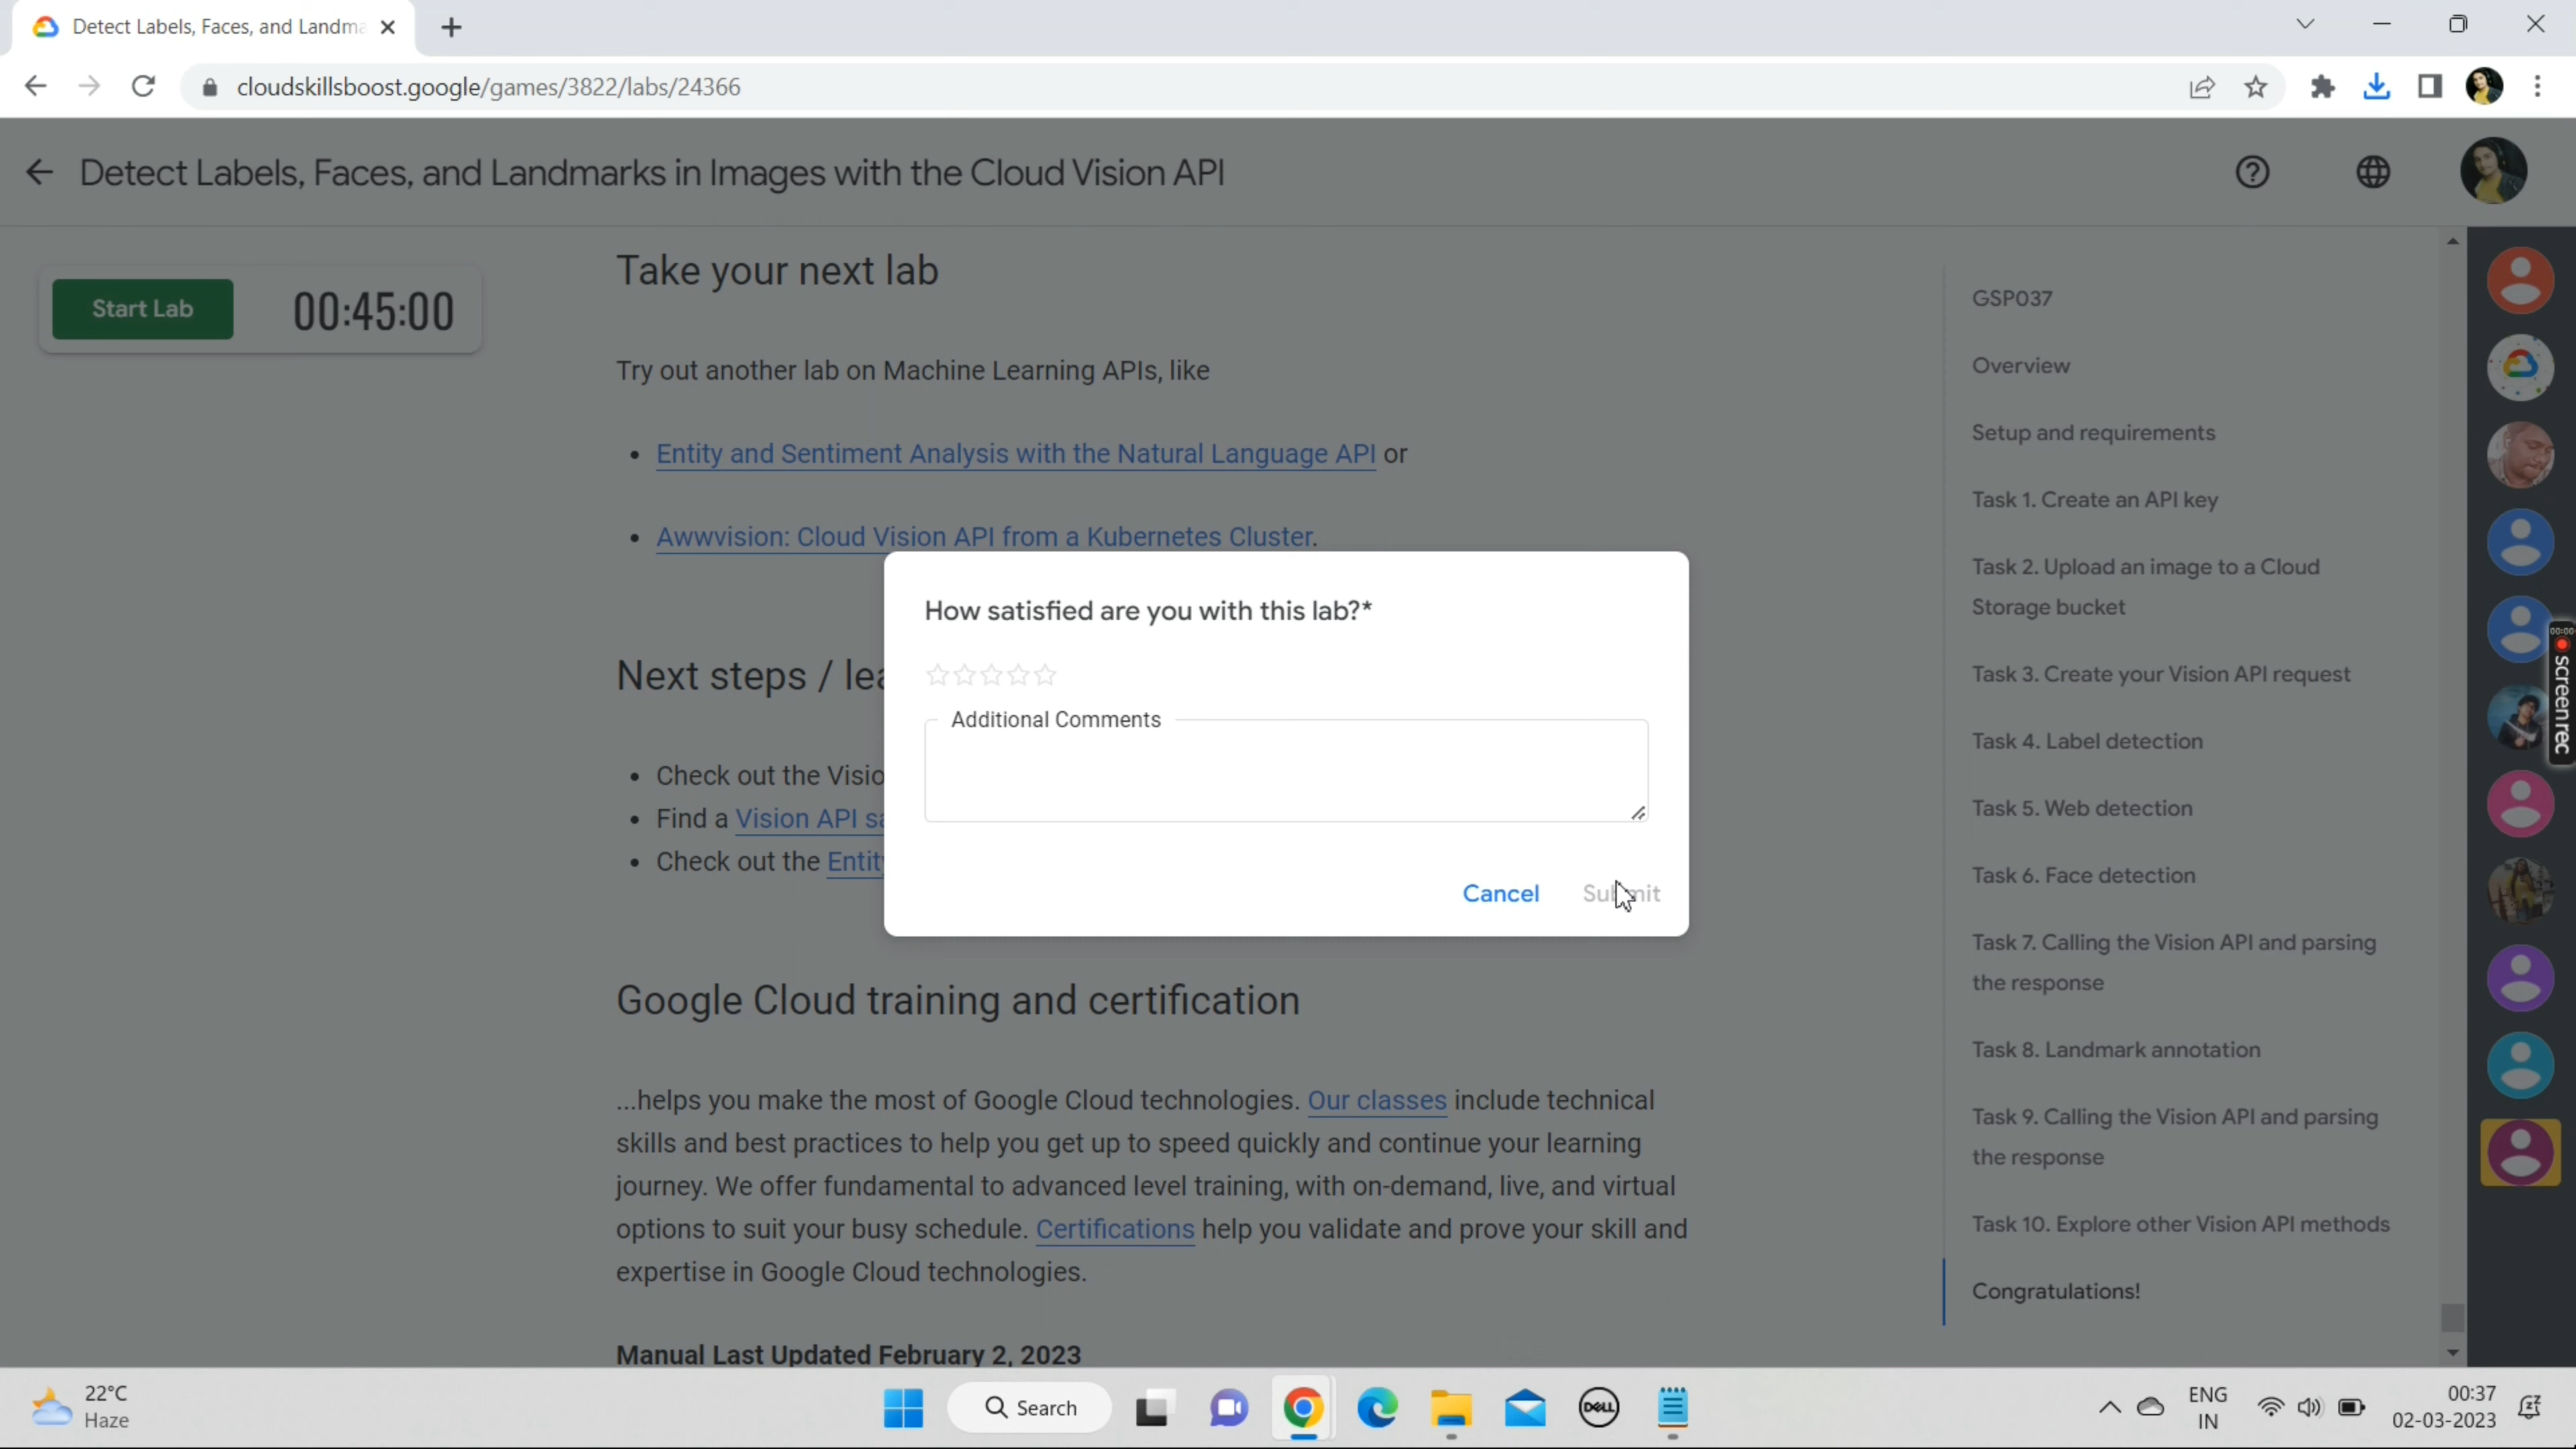 Detect Labels, Faces, and Landma
cloudskillsboost.google/games/3822/labs/24366
Detect Labels, Faces, and Landmarks in Images with the Cloud Vision API
Start Lab
00:45:00
Take your next lab
Try out another lab on Machine Learning APIs, like
Entity and Sentiment Analysis with the Natural Language API or
Awwvision: Cloud Vision API from a Kubernetes Cluster.
Next steps / lea
Check out the Visio
Find a Vision API sa
Check out the Entit
How satisfied are you with this lab?*
Additional Comments
Cancel
Submit
Google Cloud training and certification
...helps you make the most of Google Cloud technologies. Our classes include technical
skills and best practices to help you get up to speed quickly and continue your learning
journey. We offer fundamental to advanced level training, with on-demand, live, and virtual
options to suit your busy schedule. Certifications help you validate and prove your skill and
expertise in Google Cloud technologies.
Manual Last Updated February 2, 2023
GSP037
Overview
Setup and requirements
Task 1. Create an API key
Task 2. Upload an image to a Cloud
Storage bucket
Task 3. Create your Vision API request
Task 4. Label detection
Task 5. Web detection
Task 6. Face detection
Task 7. Calling the Vision API and parsing
the response
Task 8. Landmark annotation
Task 9. Calling the Vision API and parsing
the response
Task 10. Explore other Vision API methods
Congratulations!
00:00
screenrec
22°C
Haze
Search
DELL
ENG
IN
00:37
02-03-2023